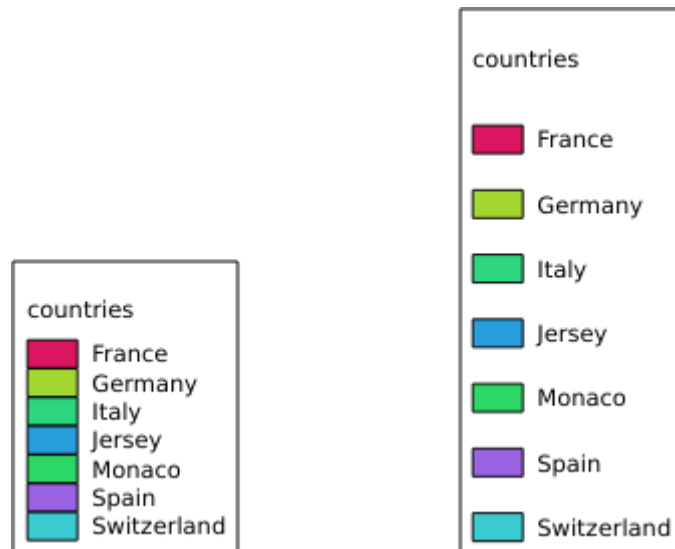 countries
France
Germany
Italy
Jersey
Monaco
Spain
Switzerland
countries
France
Germany
Italy
Jersey
Monaco
Spain
Switzerland